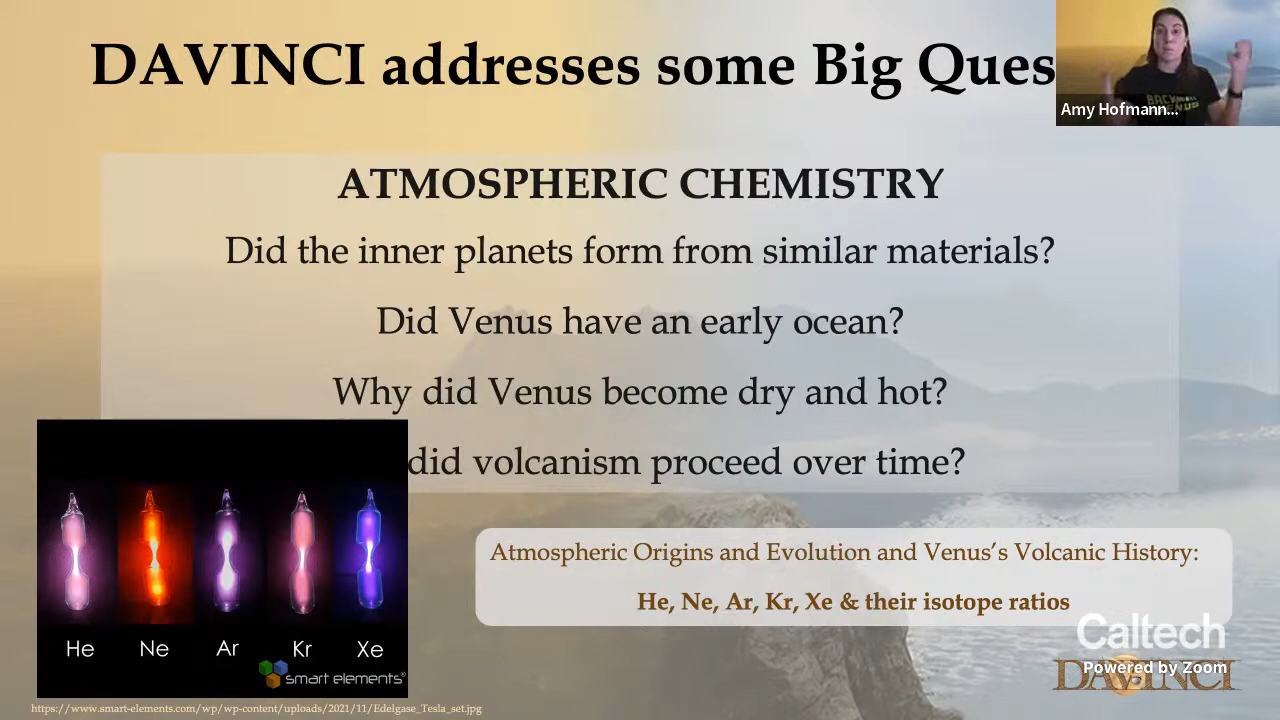 DAVINCI addresses some Big Ques
Amy Hofmann...
ATMOSPHERIC CHEMISTRY
Did the inner planets form from similar materials?
Did Venus have an early ocean?
Why did Venus become dry and hot?
did volcanism proceed over time?
Atmospheric Origins and Evolution and Venus's Volcanic History:
He, Ne, Ar, Kr, Xe & their isotope ratios
He Ne Ar Kr Xe
smart elements®
Caltech
Powered by Zoom
DAVINCI
https://www.smart-elements.com/wp/wp-content/uploads/2021/11/Edelgase_Tesla_set.jpg